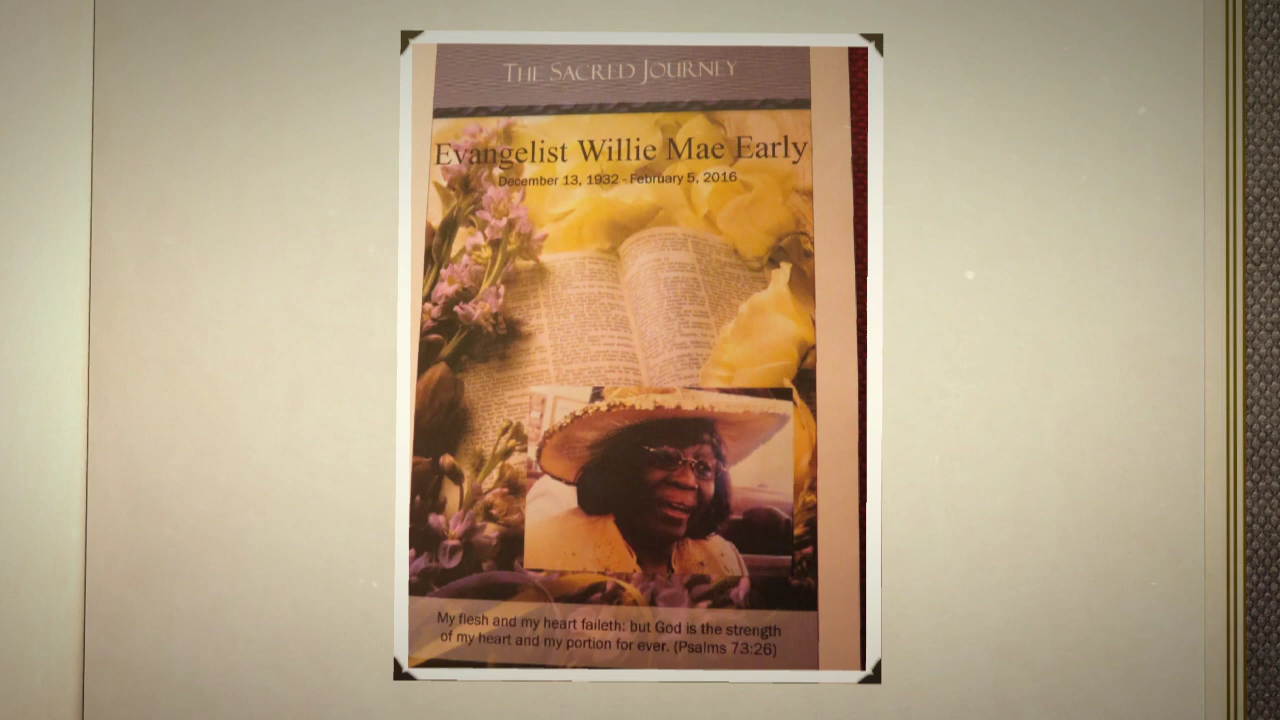 THE SACRED JOURNEY
Evangelist Willie Mae Early
December 13, 1932 - February 5, 2016
My flesh and my heart faileth: but God is the strength
of my heart and my portion for ever. (Psalms 73:26)